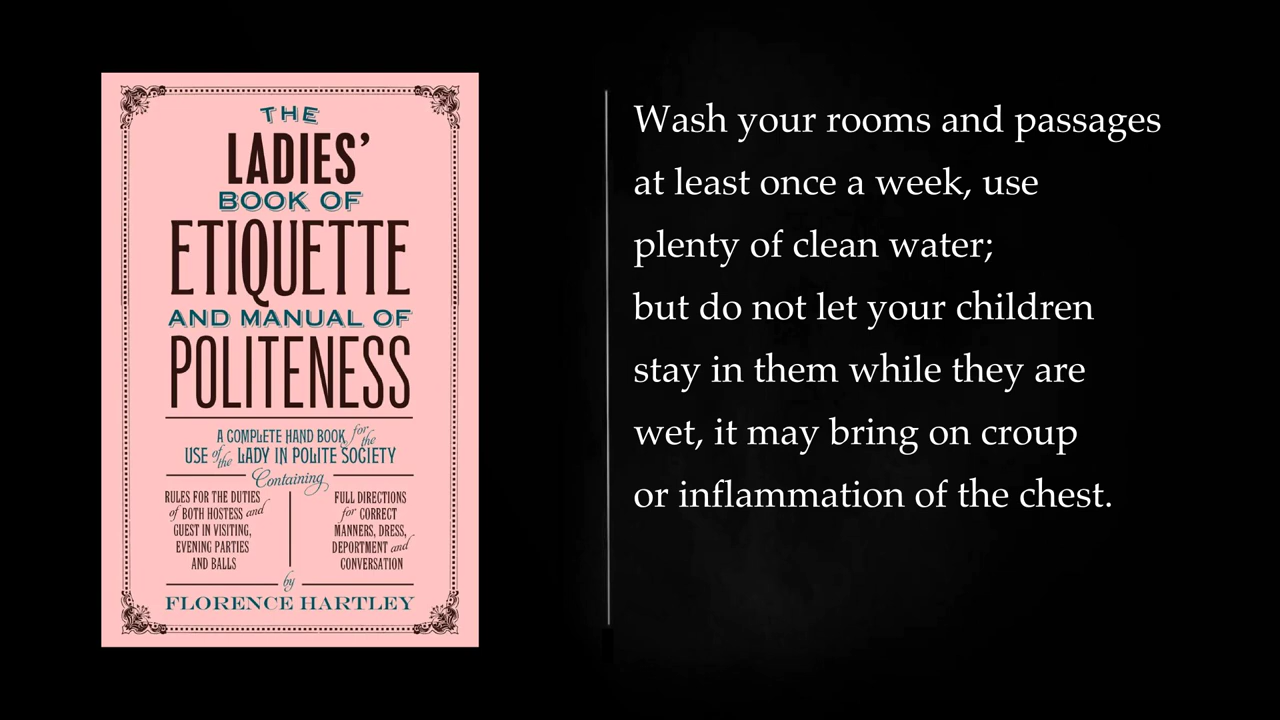 THE
LADIES'
BOOK OF
ETIQUETTE
AND MANUAL OF
POLITENESS
A COMPLETE HAND BOOK for the
USE of the LADY IN POLITE SOCIETY
Containing
RULES FOR THE DUTIES
of BOTH HOSTESS and
GUEST IN VISITING,
EVENING PARTIES
AND BALLS
FULL DIRECTIONS
for CORRECT
MANNERS, DRESS,
DEPORTMENT and
CONVERSATION
by
FLORENCE HARTLEY
Wash your rooms and passages
at least once a week, use
plenty of clean water;
but do not let your children
stay in them while they are
wet, it may bring on croup
or inflammation of the chest.